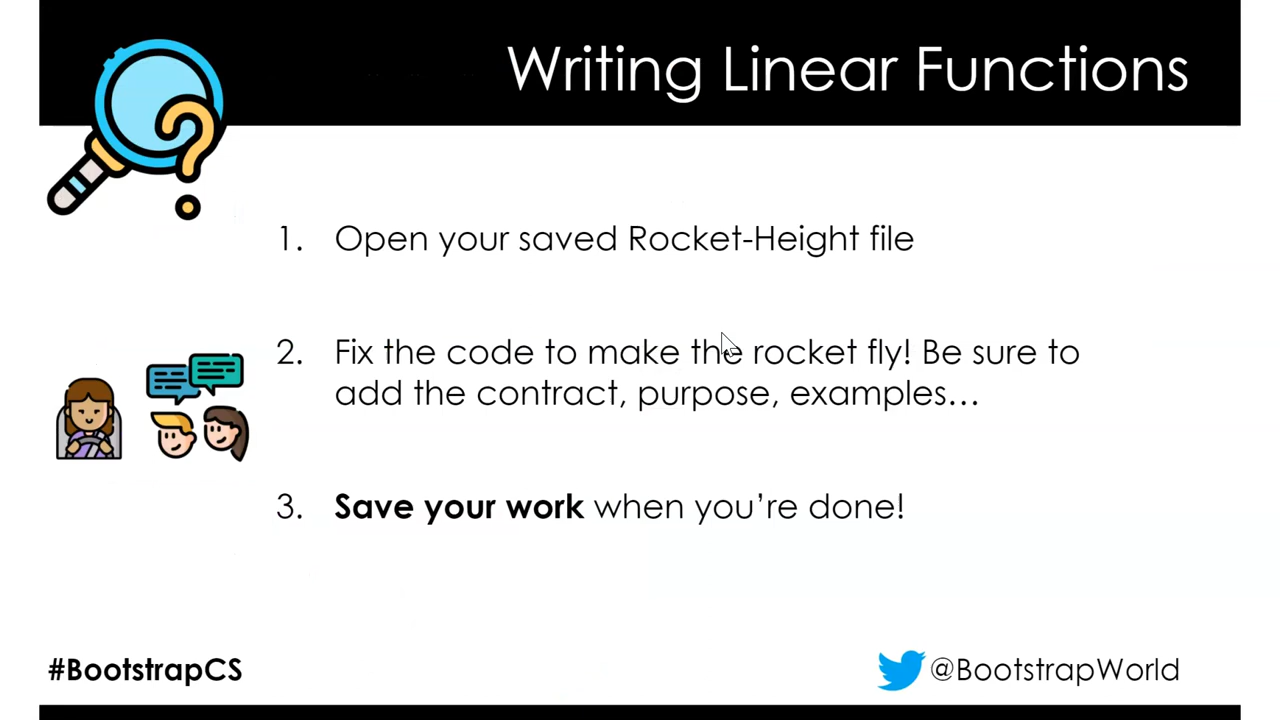 Writing Linear Functions
1. Open your saved Rocket-Height file
2. Fix the code to make the rocket fly! Be sure to
add the contract, purpose, examples…
3. Save your work when you’re done!
#BootstrapCS
@BootstrapWorld